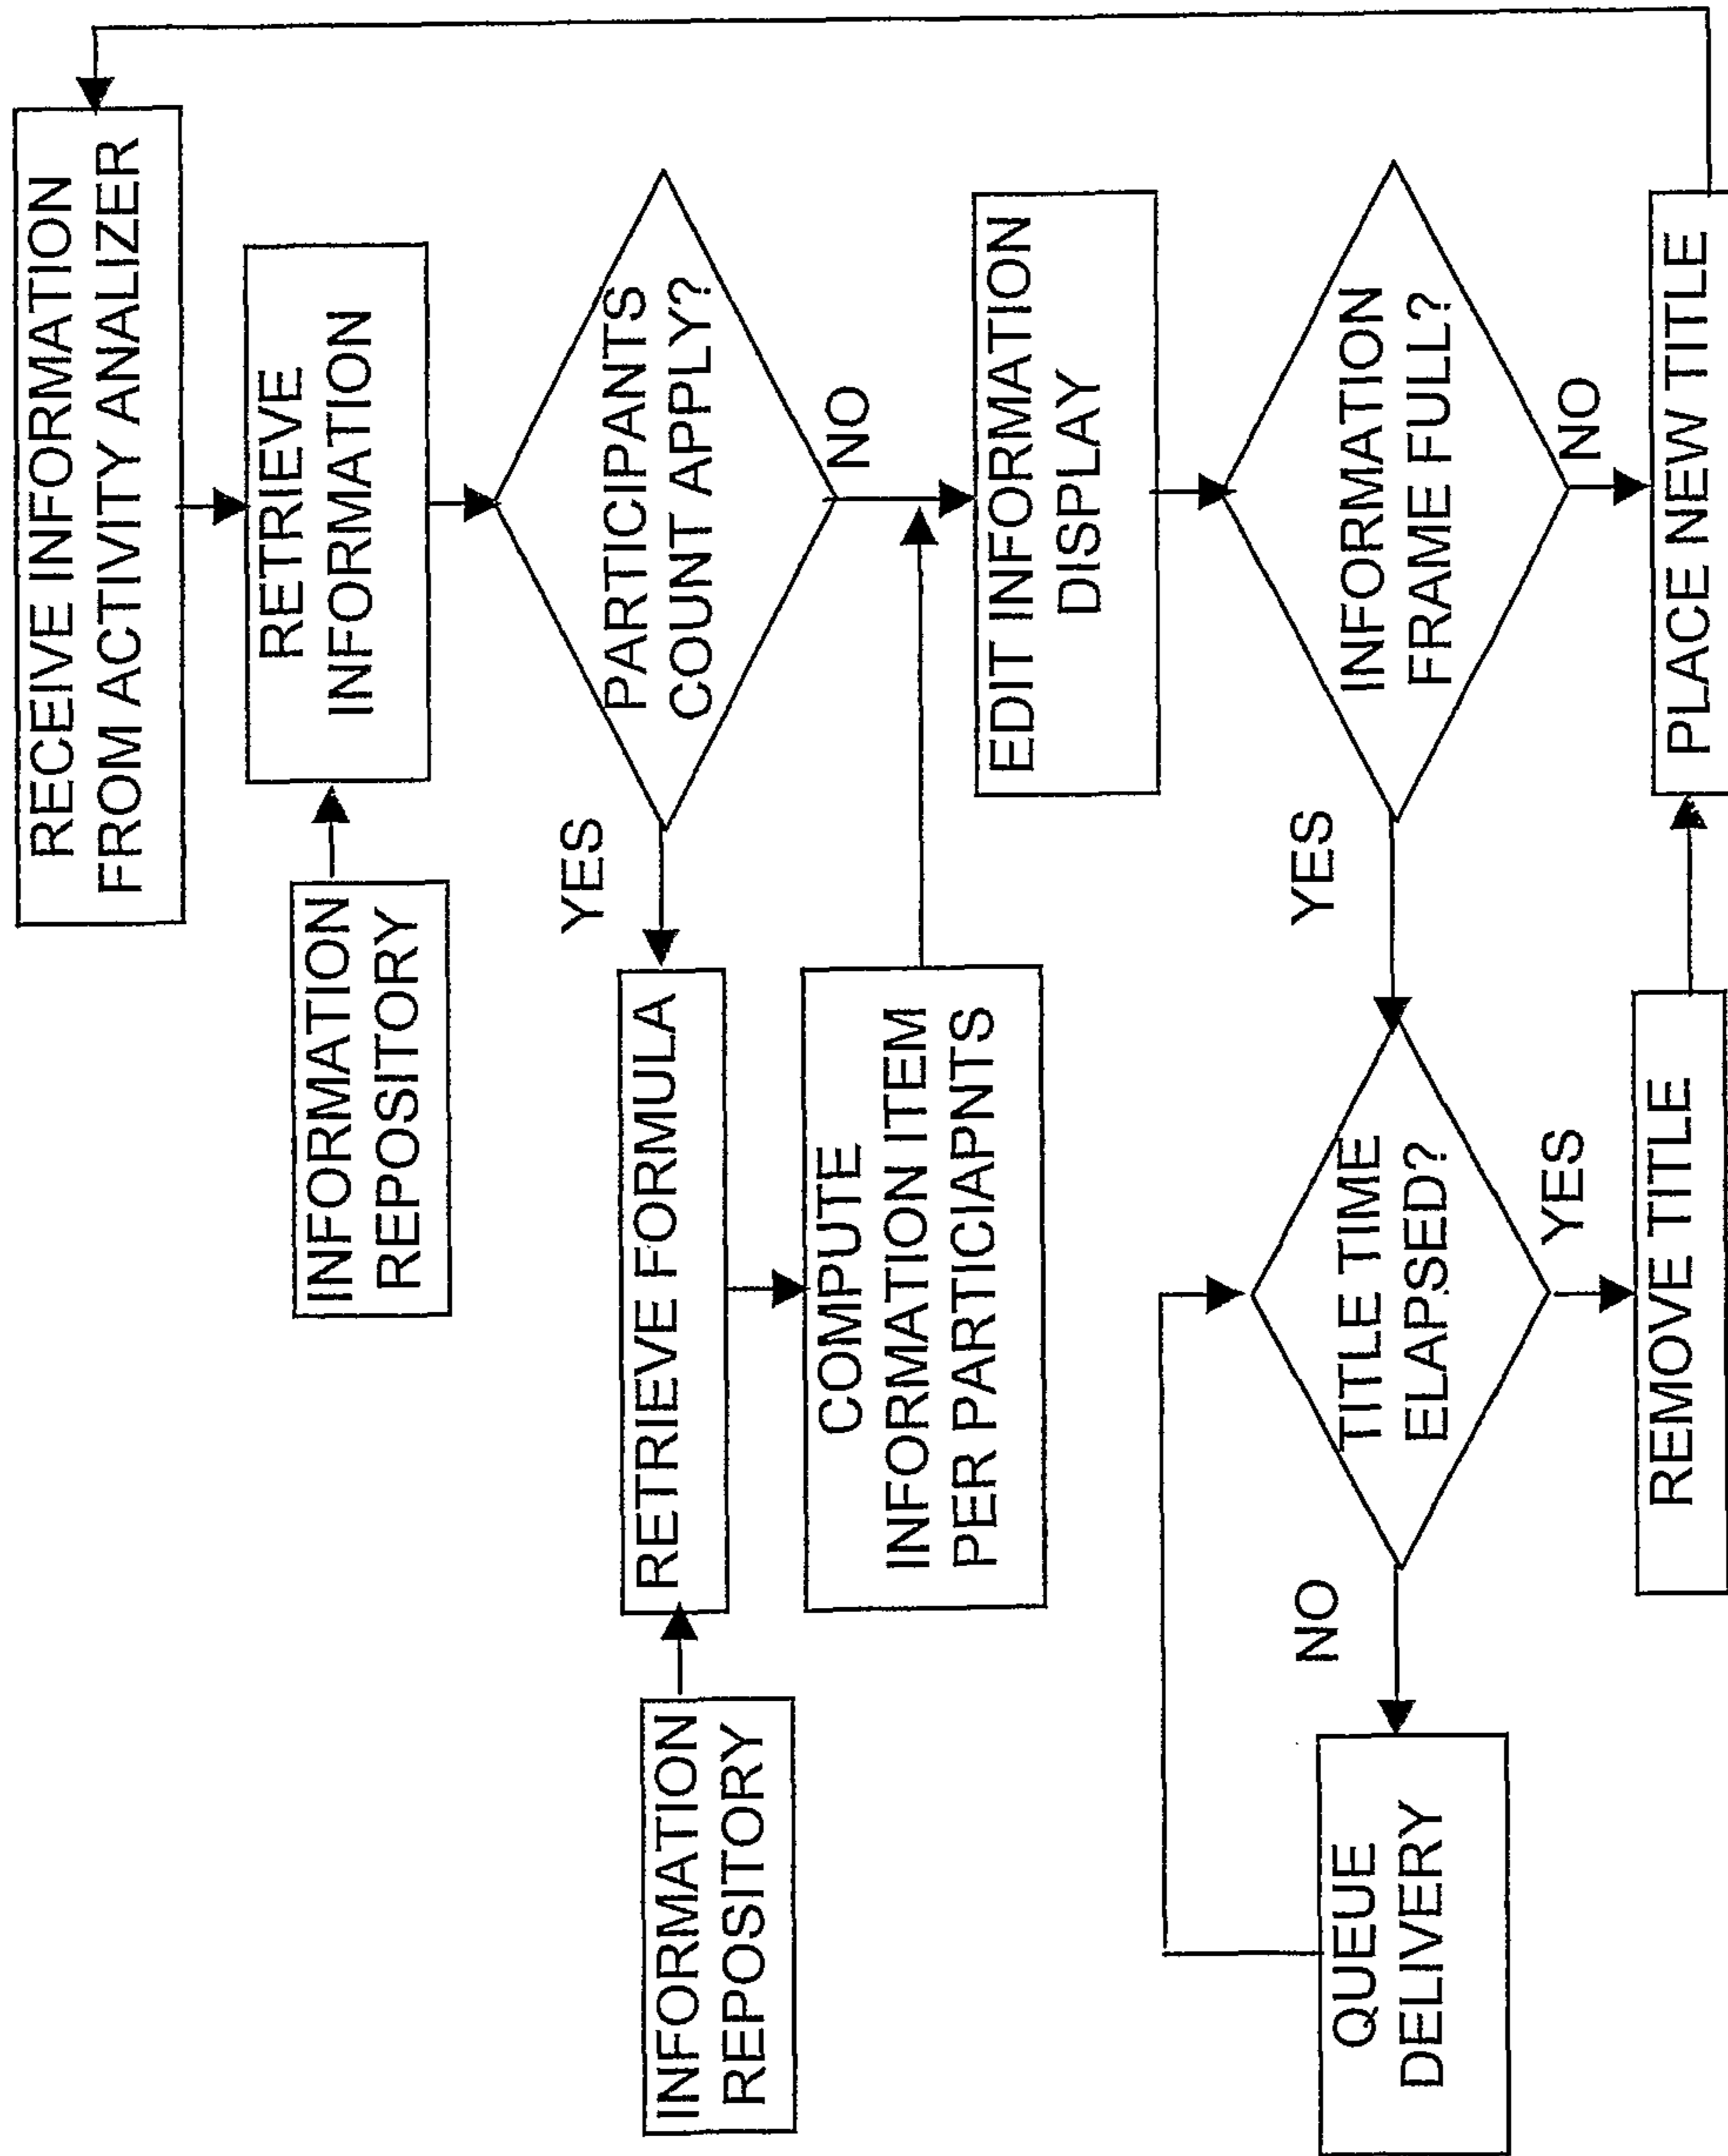 RECEIVE INFORMATION
FROM ACTIVITY ANALIZER
INFORMATION
REPOSITORY
RETRIEVE
INFORMATION
PARTICIPANTS
COUNT APPLY?
YES
NO
INFORMATION
REPOSITORY
RETRIEVE FORMULA
COMPUTE
INFORMATION ITEM
PER PARTICIAPNTS
EDIT INFORMATION
DISPLAY
INFORMATION
FRAME FULL?
YES
NO
TITLE TIME
ELAPSED?
NO
YES
QUEUE
DELIVERY
REMOVE TITLE
PLACE NEW TITLE